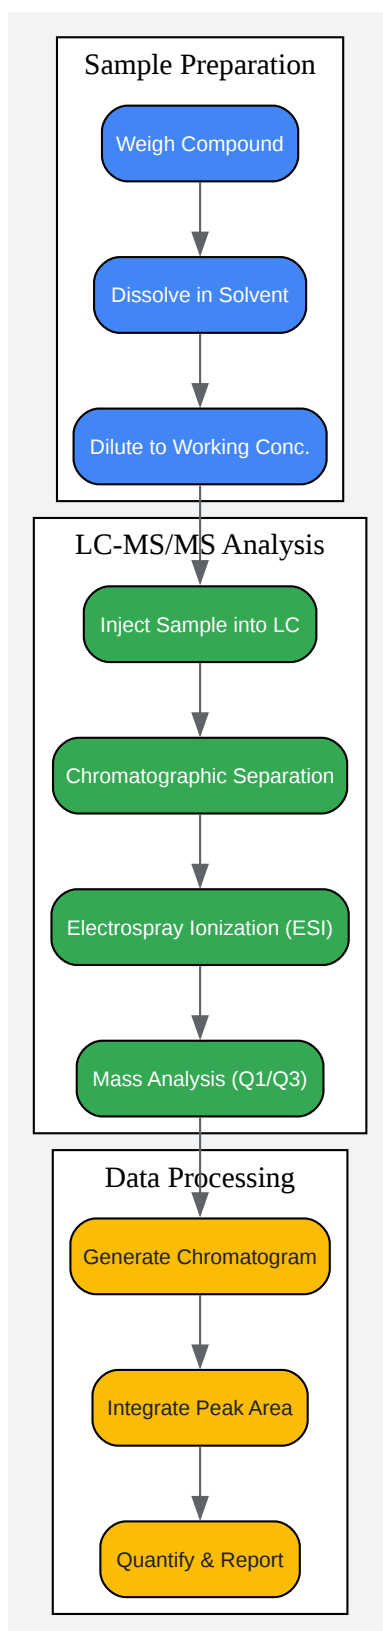 Sample Preparation
Weigh Compound
Dissolve in Solvent
Dilute to Working Conc.
LC-MS/MS Analysis
Inject Sample into LC
Chromatographic Separation
Electrospray Ionization (ESI)
Mass Analysis (Q1/Q3)
Data Processing
Generate Chromatogram
Integrate Peak Area
Quantify & Report